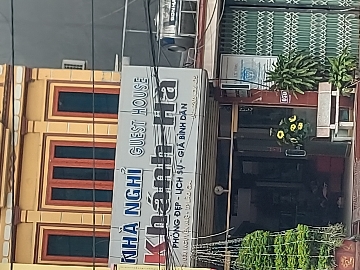 NHÀ NGHỈ GUEST HOUSE
Khánh Hà
PHÒNG ĐẸP - LỊCH SỰ - GIÁ BÌNH DÂN